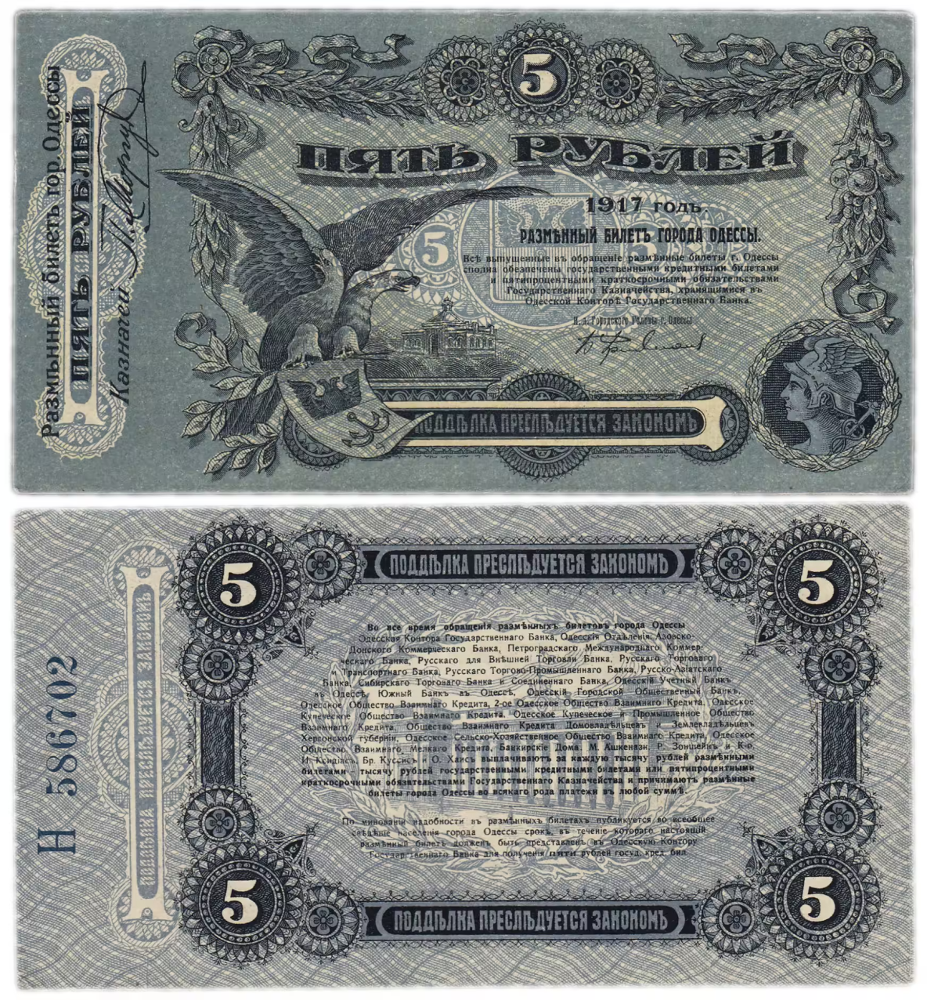 Размѣнный билетъ гор. Одессы
ПЯТЬ РУБЛЕЙ
Казначей
5
ПЯТЬ РУБЛЕЙ
1917 годъ.
РАЗМѢННЫЙ БИЛЕТЪ ГОРОДА ОДЕССЫ.
5
5
Всѣ выпущенные въ обращеніе размѣнные билеты г. Одессы
сполна обезпечены государственными кредитными билетами
и пятипроцентными краткосрочными обязательствами
Государственнаго Казначейства, хранящимися въ
Одесской Конторѣ Государственнаго Банка.
И. д. Городского Головы г. Одессы
ПОДДѢЛКА ПРЕСЛѢДУЕТСЯ ЗАКОНОМЪ
5
ПОДДѢЛКА ПРЕСЛѢДУЕТСЯ ЗАКОНОМЪ
5
ПОДДѢЛКА ПРЕСЛѢДУЕТСЯ ЗАКОНОМЪ
Н 586702
Во все время обращенія размѣнныхъ билетовъ города Одессы
Одесская Контора Государственнаго Банка, Одесскія Отдѣленія: Азовско-
Донского Коммерческаго Банка, Петроградскаго Международнаго Коммер-
ческаго Банка, Русскаго для Внѣшней Торговли Банка, Русскаго Торговаго
и Транспортнаго Банка, Русскаго Торгово-Промышленнаго Банка, Русско-Азіатскаго
Банка, Сибирскаго Торговаго Банка и Соединеннаго Банка, Одесскій Учетный Банкъ
въ Одессѣ, Южный Банкъ въ Одессѣ, Одесскій Городской Общественный Банкъ,
Одесское Общество Взаимнаго Кредита, 2-ое Одесское Общество Взаимнаго Кредита, Одесское
Купеческое Общество Взаимнаго Кредита, Одесское Купеческое и Промышленное Общество
Взаимнаго Кредита, Общество Взаимнаго Кредита Домовладѣльцевъ и Землевладѣльцевъ
Херсонской губерніи, Одесское Сельско-Хозяйственное Общество Взаимнаго Кредита, Одесское
Общество Взаимнаго Мелкаго Кредита, Банкирскіе Дома: М. Ашкенази, Р. Зонщейнъ и К-о,
И. Ксидіасъ, Бр. Куссисъ, О. Хаисъ выплачиваютъ за каждую тысячу рублей размѣнными
билетами - тысячу рублей государственными кредитными билетами или пятипроцентными
краткосрочными обязательствами Государственнаго Казначейства и принимаютъ размѣнные
билеты города Одессы во всякаго рода платежи въ любой суммѣ.
По минованіи надобности въ размѣнныхъ билетахъ публикуется во всеобщее
свѣдѣніе населенія города Одессы срокъ, въ теченіе котораго настоящій
размѣнный билетъ долженъ быть представленъ въ Одесскую Контору
Государственнаго Банка для полученія пяти рублей госуд. кред. бил.
5
ПОДДѢЛКА ПРЕСЛѢДУЕТСЯ ЗАКОНОМЪ
5